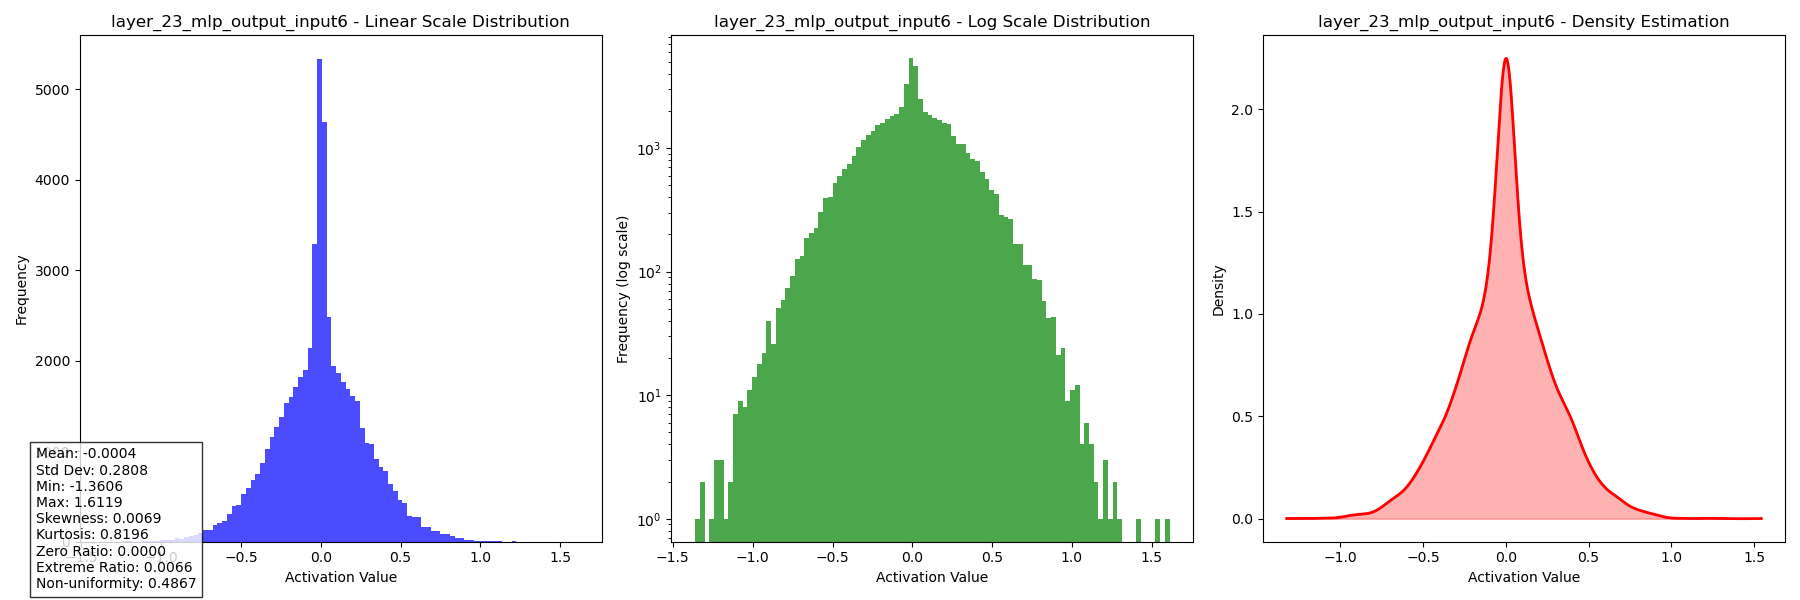 layer_23_mlp_output_input6 - Linear Scale Distribution
Frequency
5000
4000
3000
2000
Mean: -0.0004
Std Dev: 0.2808
Min: -1.3606
Max: 1.6119
Skewness: 0.0069
Kurtosis: 0.8196
Zero Ratio: 0.0000
Extreme Ratio: 0.0066
Non-uniformity: 0.4867
−0.5 0.0 0.5 1.0 1.5
Activation Value
layer_23_mlp_output_input6 - Log Scale Distribution
Frequency (log scale)
10³
10²
10¹
10⁰
−1.5 −1.0 −0.5 0.0 0.5 1.0 1.5
Activation Value
layer_23_mlp_output_input6 - Density Estimation
Density
2.0
1.5
1.0
0.5
0.0
−1.0 −0.5 0.0 0.5 1.0 1.5
Activation Value